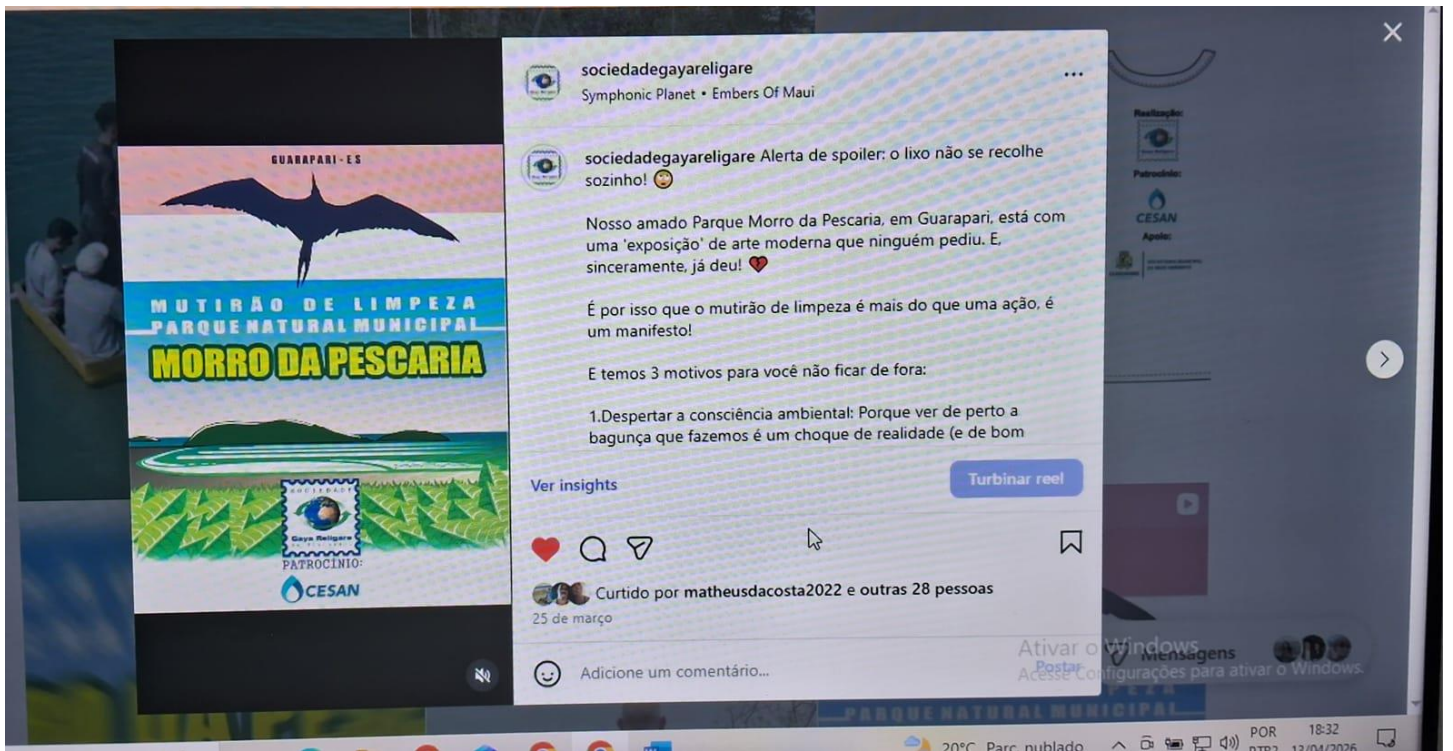 GUARAPARI-ES
MUTIRÃO DE LIMPEZA
PARQUE NATURAL MUNICIPAL
MORRO DA PESCARIA
SOCIEDADE
Gaya Religare
PATROCÍNIO:
CESAN
sociedadegayareligare
Symphonic Planet • Embers Of Maui
sociedadegayareligare Alerta de spoiler: o lixo não se recolhe
sozinho! 🙄
Nosso amado Parque Morro da Pescaria, em Guarapari, está com
uma 'exposição' de arte moderna que ninguém pediu. E,
sinceramente, já deu! 💔
É por isso que o mutirão de limpeza é mais do que uma ação, é
um manifesto!
E temos 3 motivos para você não ficar de fora:
1.Despertar a consciência ambiental: Porque ver de perto a
bagunça que fazemos é um choque de realidade (e de bom
Ver insights
Turbinar reel
Curtido por matheusdacosta2022 e outras 28 pessoas
25 de março
Adicione um comentário...
Postar
Realização:
Patrocínio:
CESAN
Apoio:
Mensagens
Ativar o Windows
Acesse Configurações para ativar o Windows.
PARQUE NATURAL MUNICIPAL
20°C Parc nublado
POR
PTB2
18:32
12/04/2026